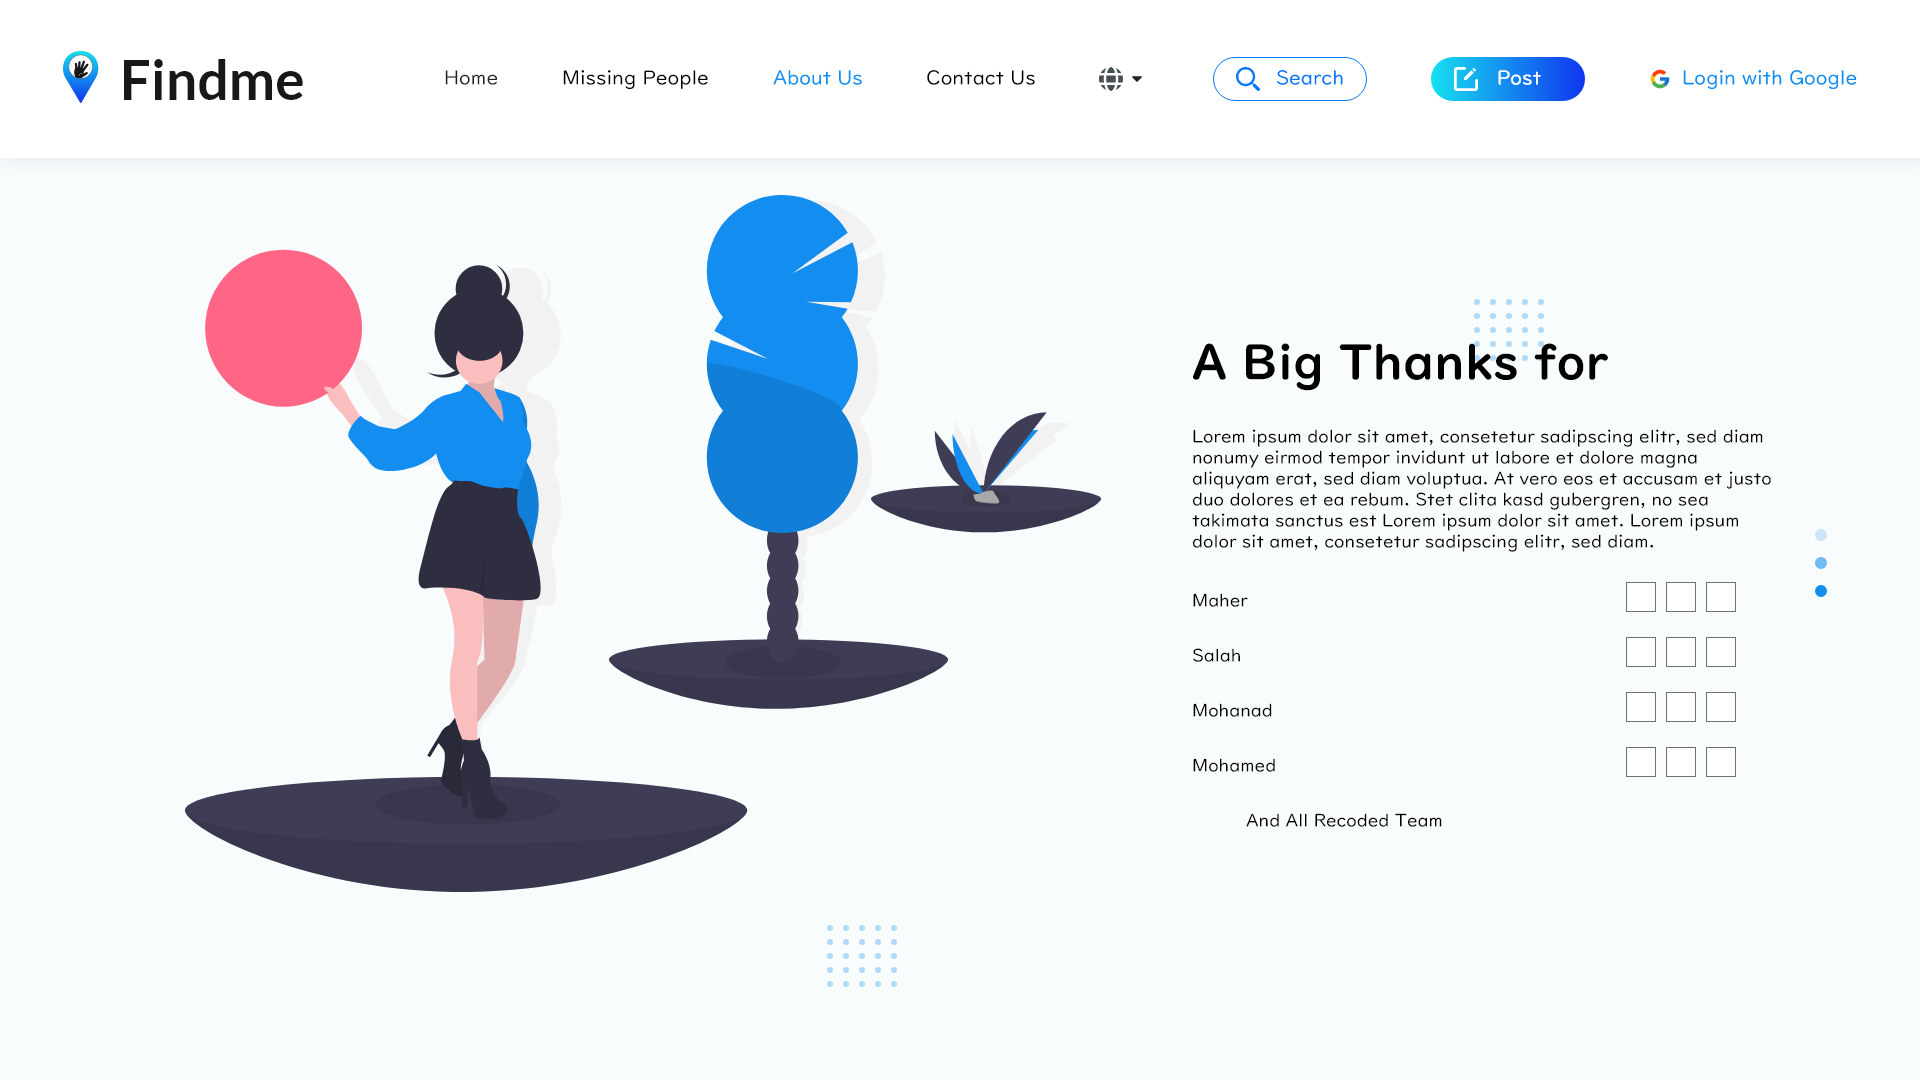 Findme
Home
Missing People
About Us
Contact Us
Search
Post
Login with Google
A Big Thanks for
Lorem ipsum dolor sit amet, consetetur sadipscing elitr, sed diam
nonumy eirmod tempor invidunt ut labore et dolore magna
aliquyam erat, sed diam voluptua. At vero eos et accusam et justo
duo dolores et ea rebum. Stet clita kasd gubergren, no sea
takimata sanctus est Lorem ipsum dolor sit amet. Lorem ipsum
dolor sit amet, consetetur sadipscing elitr, sed diam.
Maher
Salah
Mohanad
Mohamed
And All Recoded Team